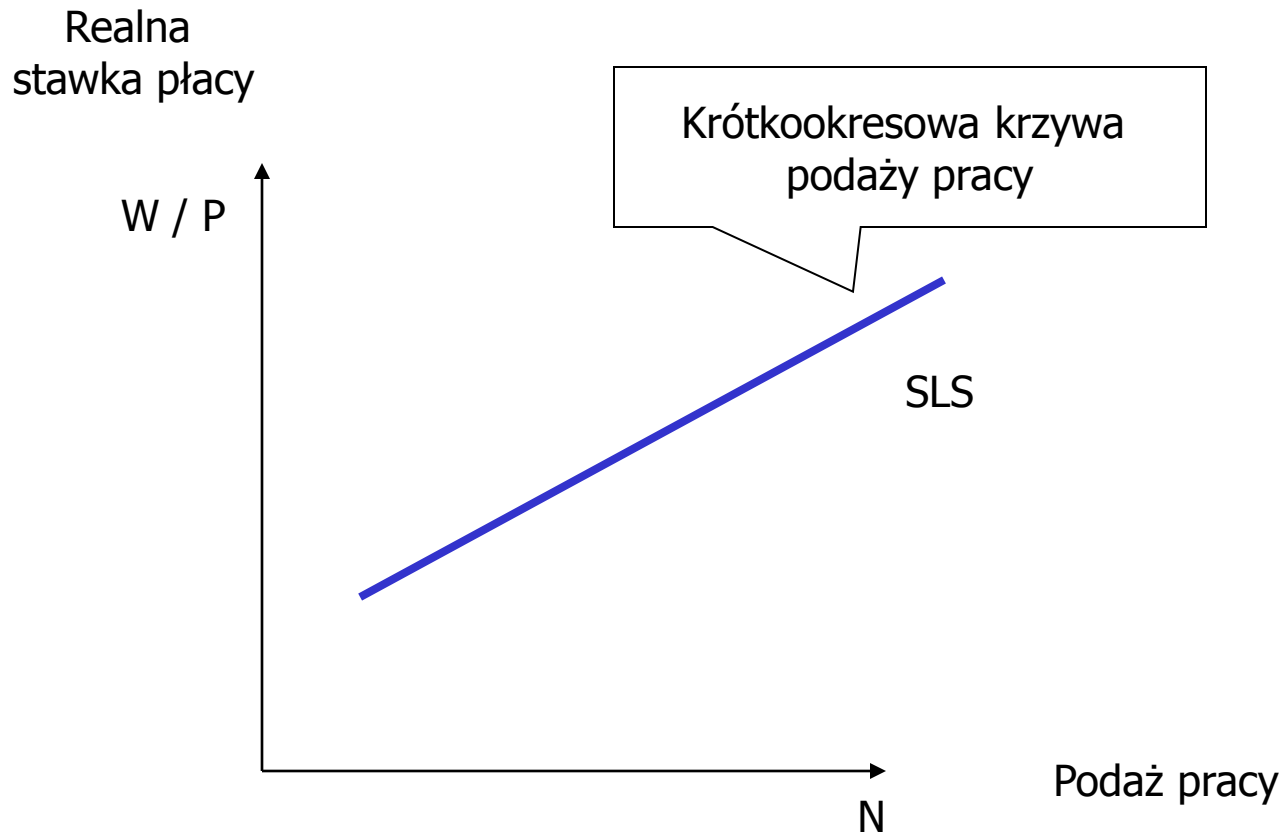 Realna
stawka płacy
Krótkookresowa krzywa
podaży pracy
W / P
SLS
Podaż pracy
N